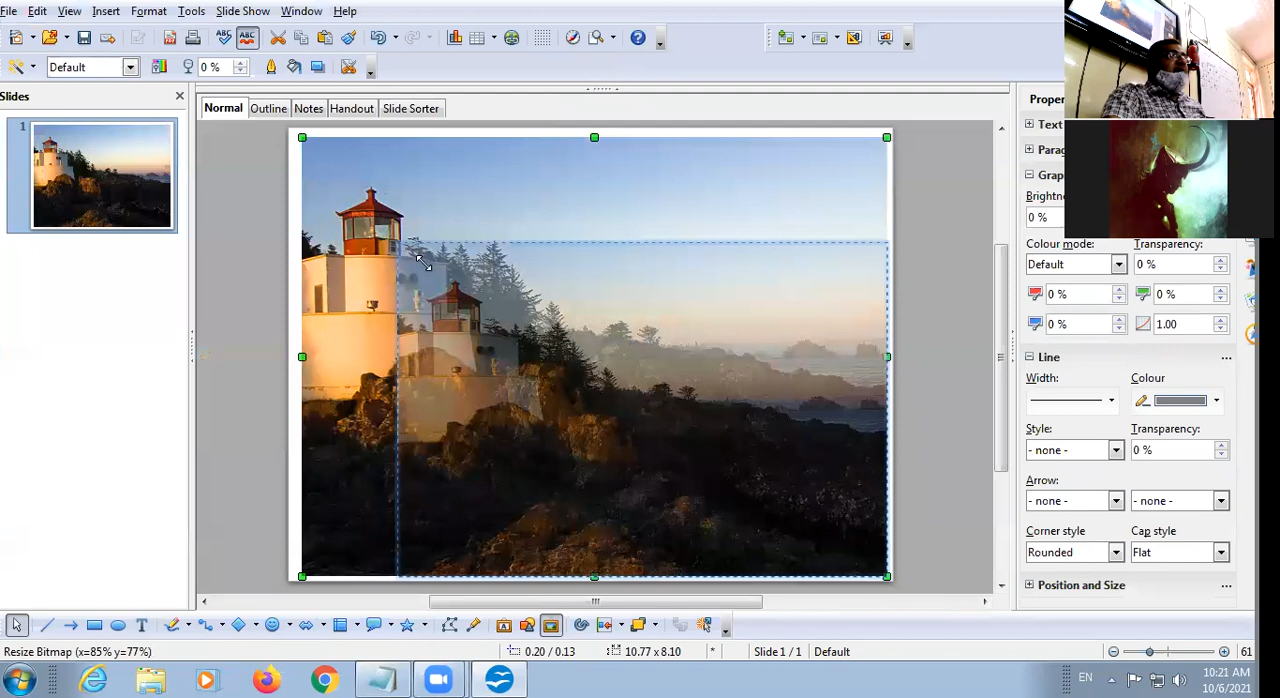 File Edit View Insert Format Tools Slide Show Window Help
Default 0 %
Slides
Normal Outline Notes Handout Slide Sorter
1
Brightne
0 %
Colour mode: Transparency:
Default 0 %
0 % 0 %
0 % 1.00
Line ...
Width: Colour
Style: Transparency:
- none - 0 %
Arrow:
- none - - none -
Corner style Cap style
Rounded Flat
Position and Size ...
Resize Bitmap (x=85% y=77%) 0.20 / 0.13 10.77 x 8.10 * Slide 1 / 1 Default 61
EN 10:21 AM
10/6/2021